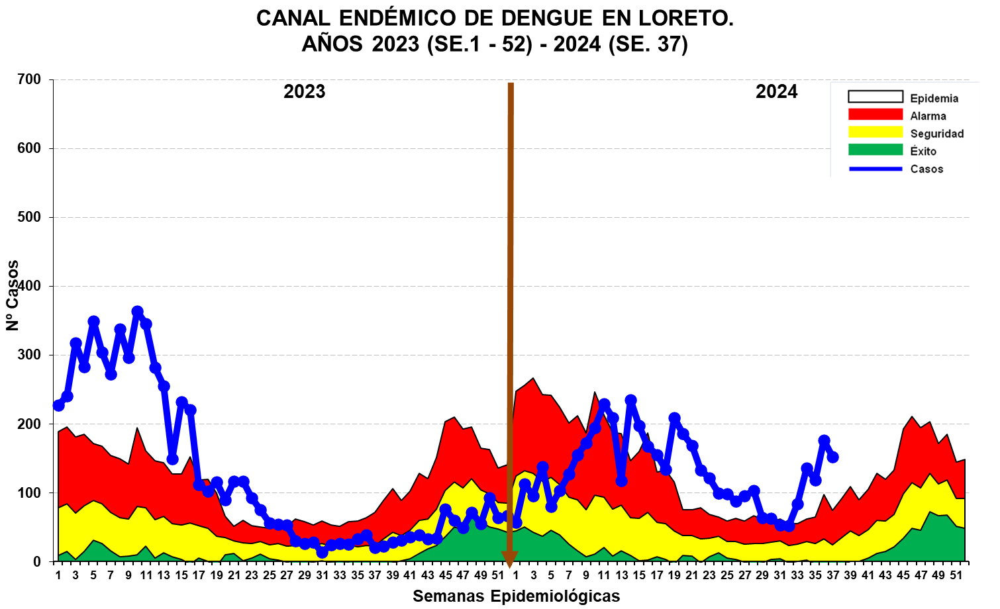 CANAL ENDÉMICO DE DENGUE EN LORETO.
AÑOS 2023 (SE.1 - 52) - 2024 (SE. 37)
2023
2024
Epidemia
Alarma
Seguridad
Éxito
Casos
Nº Casos
700
600
500
400
300
200
100
0
1 3 5 7 9 11 13 15 17 19 21 23 25 27 29 31 33 35 37 39 41 43 45 47 49 51 1 3 5 7 9 11 13 15 17 19 21 23 25 27 29 31 33 35 37 39 41 43 45 47 49 51
Semanas Epidemiológicas